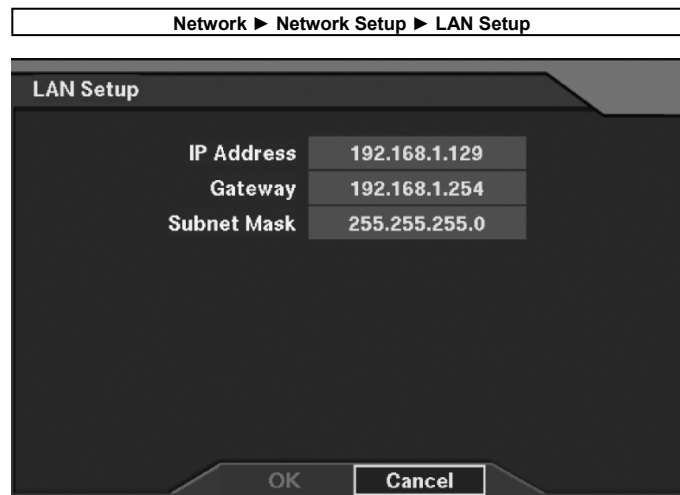 Network ► Network Setup ► LAN Setup
LAN Setup
IP Address 192.168.1.129
Gateway 192.168.1.254
Subnet Mask 255.255.255.0
OK Cancel